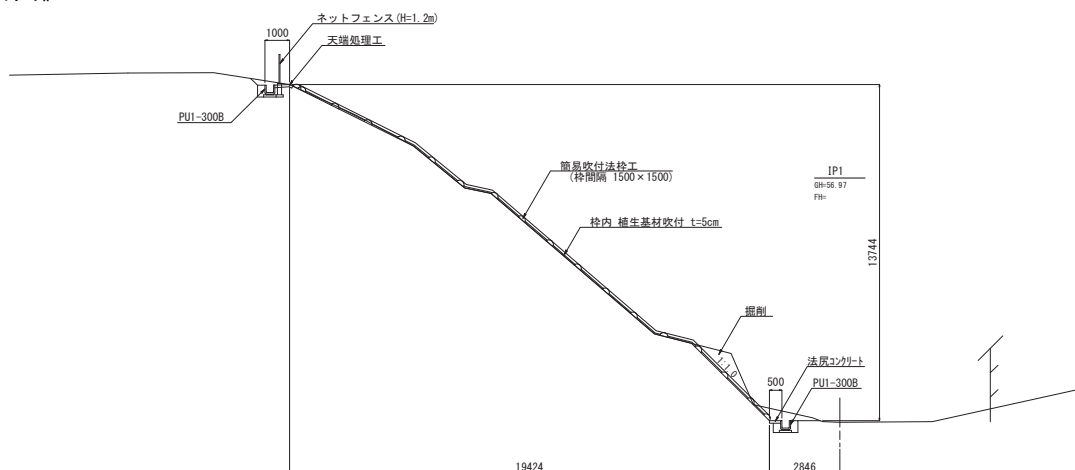 ネットフェンス(H=1.2m)
1000
天端処理工
PU1-300B
簡易吹付法枠工
(枠間隔 1500×1500)
IP1
GH=56.97
FH=
枠内 植生基材吹付 t=5cm
13744
掘削
1:1.0
法尻コンクリート
500
PU1-300B
19424
2846